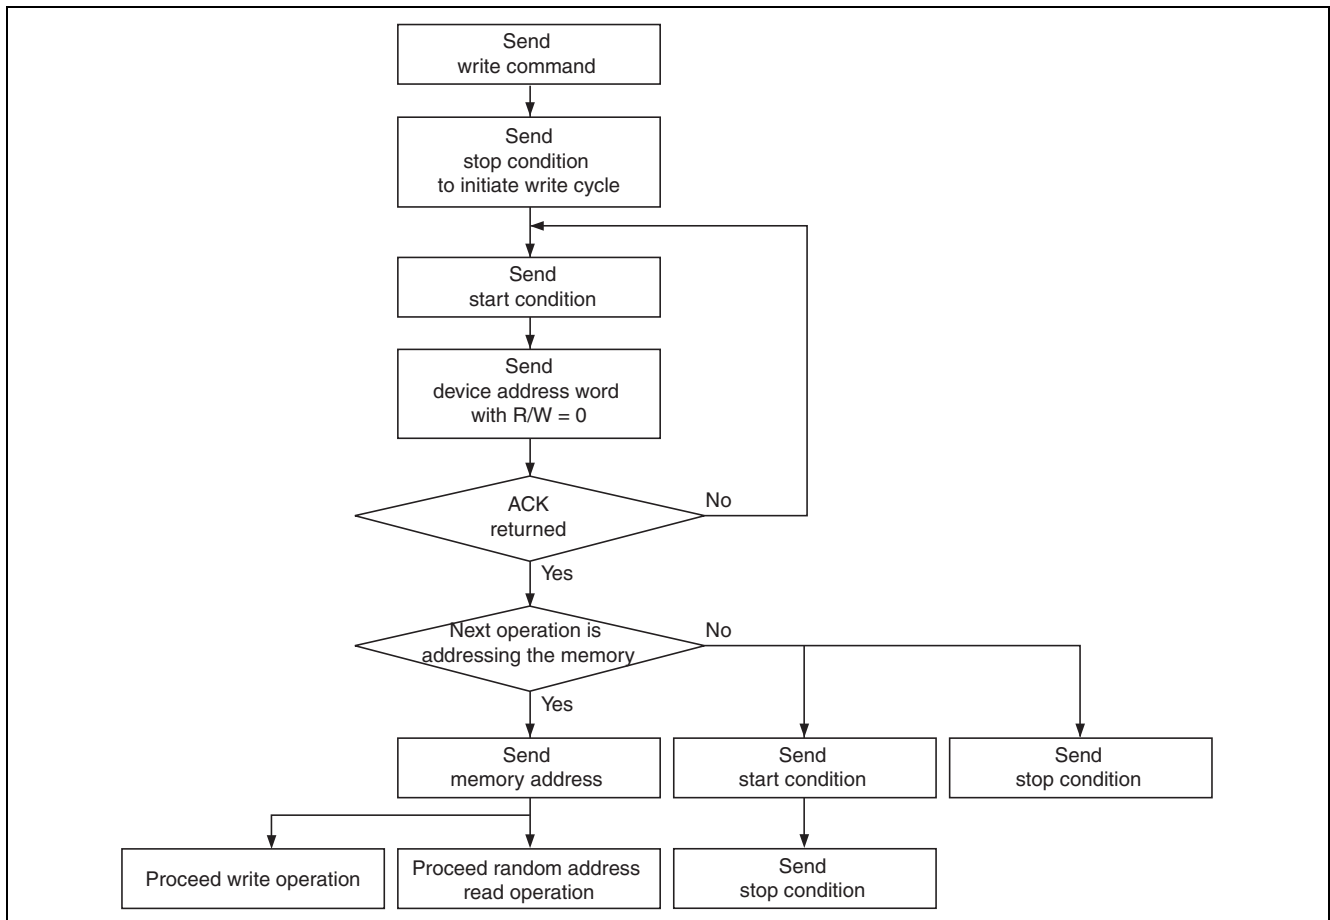 Send
write command
Send
stop condition
to initiate write cycle
Send
start condition
Send
device address word
with R/W = 0
ACK
returned
No
Yes
Next operation is
addressing the memory
No
Yes
Send
memory address
Send
start condition
Send
stop condition
Proceed write operation
Proceed random address
read operation
Send
stop condition